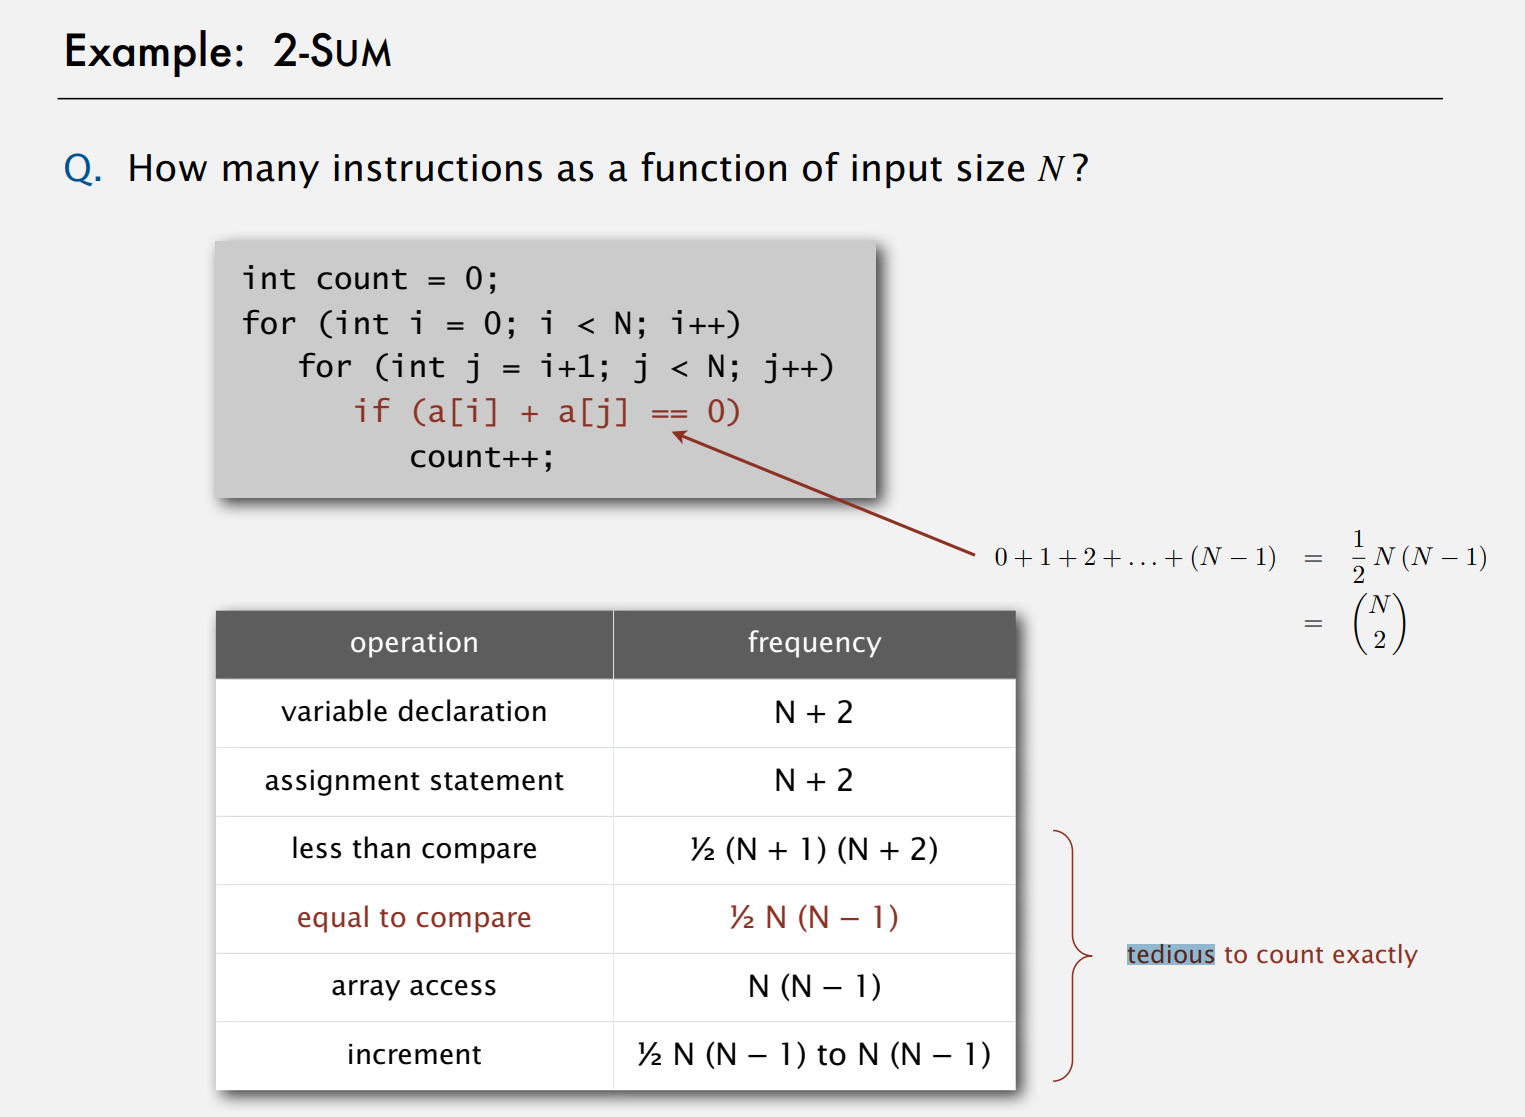 Example: 2-SUM
Q. How many instructions as a function of input size N ?
int count = 0;
for (int i = 0; i < N; i++)
for (int j = i+1; j < N; j++)
if (a[i] + a[j] == 0)
count++;
0 + 1 + 2 + . . . + (N − 1) = 1/2 N (N − 1)
= (N 2)
operation frequency
variable declaration N + 2
assignment statement N + 2
less than compare ½ (N + 1) (N + 2)
equal to compare ½ N (N − 1)
array access N (N − 1)
increment ½ N (N − 1) to N (N − 1)
tedious to count exactly